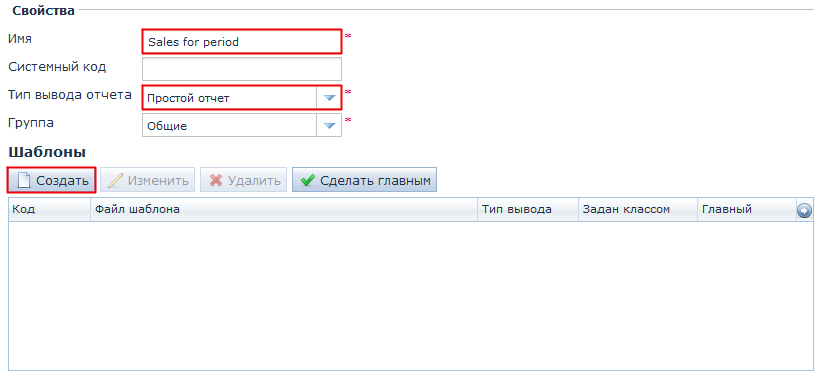 Свойства
Имя Sales for period *
Системный код
Тип вывода отчета Простой отчет *
Группа Общие *
Шаблоны
Создать Изменить Удалить Сделать главным
Код Файл шаблона Тип вывода Задан классом Главный